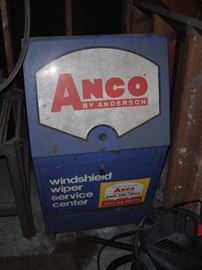 ANCO
BY ANDERSON
windshield
wiper
service
center
ANCO